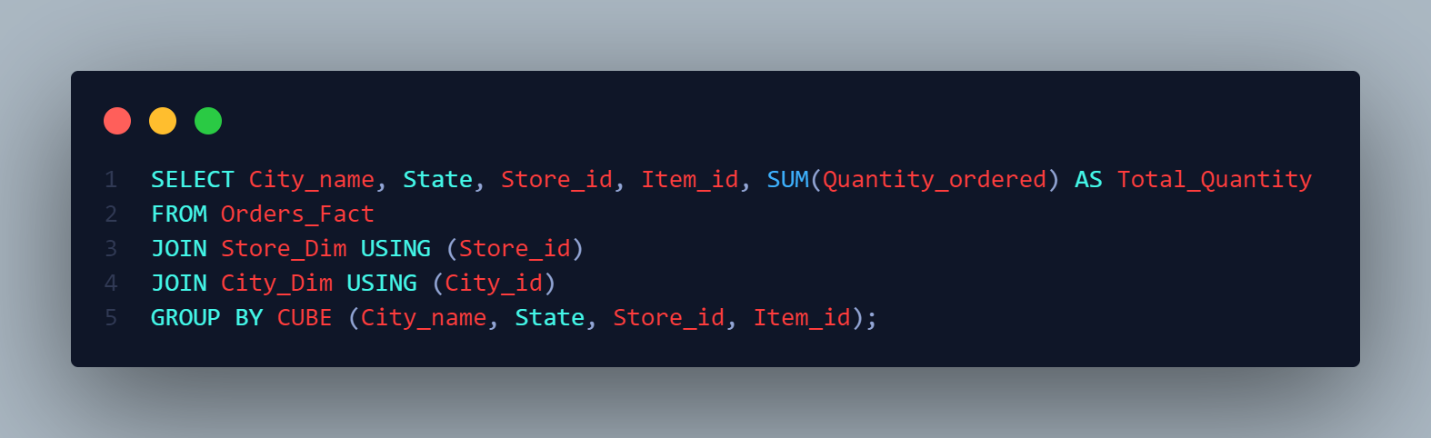 1 SELECT City_name, State, Store_id, Item_id, SUM(Quantity_ordered) AS Total_Quantity
2 FROM Orders_Fact
3 JOIN Store_Dim USING (Store_id)
4 JOIN City_Dim USING (City_id)
5 GROUP BY CUBE (City_name, State, Store_id, Item_id);